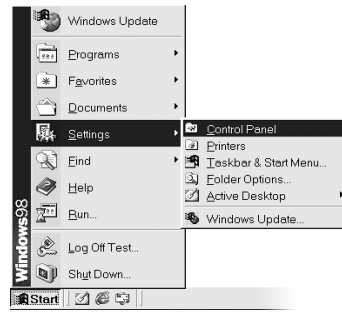 Windows Update
Programs
Favorites
Documents
Settings
Find
Help
Run...
Log Off Test...
Shut Down...
Control Panel
Printers
Taskbar & Start Menu...
Folder Options...
Active Desktop
Windows Update...
Windows98
Start